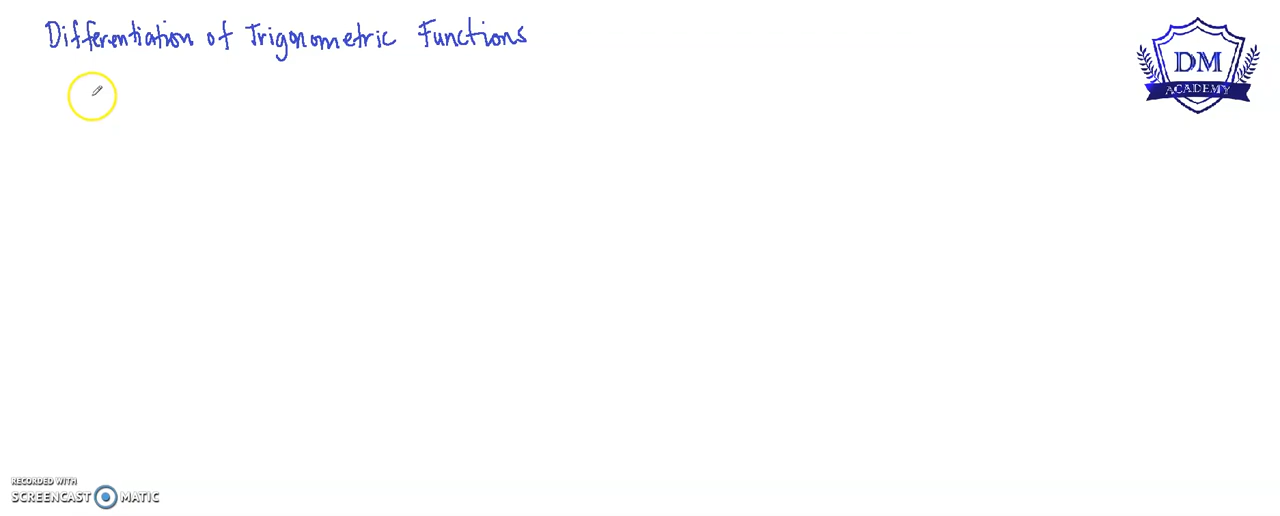 Differentiation of Trigonometric Functions
DM
ACADEMY
RECORDED WITH
SCREENCAST MATIC